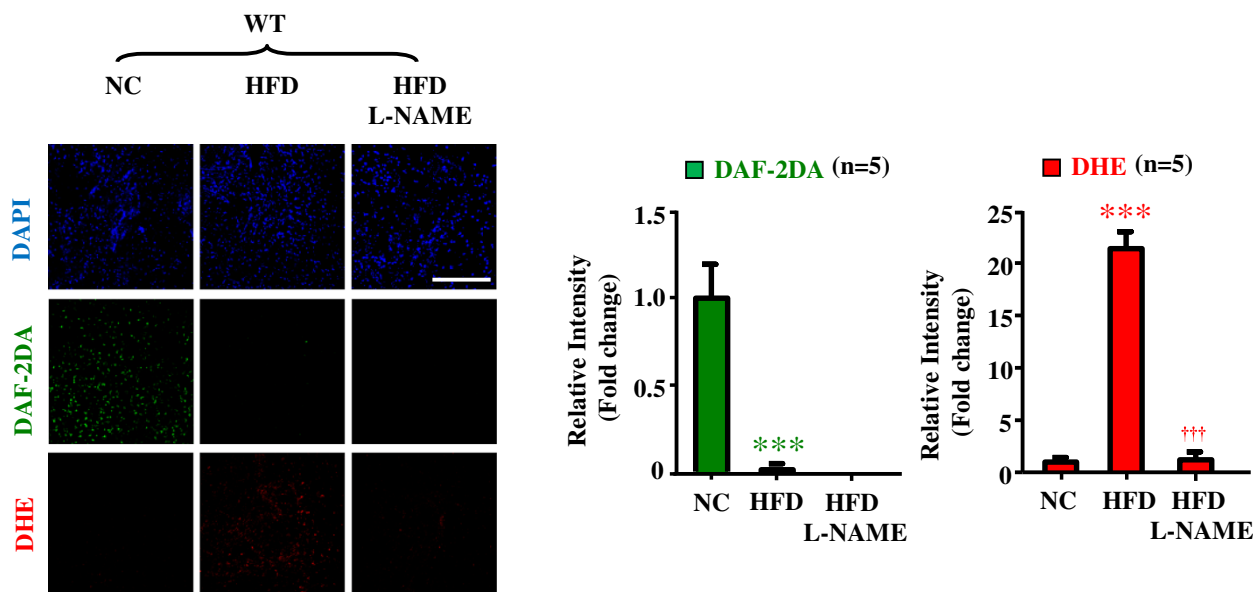 WT
NC HFD HFD
L-NAME
DAPI
DAF-2DA
DHE
DAF-2DA (n=5)
Relative Intensity
(Fold change)
1.5
1.0
0.5
0
***
NC HFD HFD
L-NAME
DHE (n=5)
Relative Intensity
(Fold change)
25
20
15
10
5
0
***
†††
NC HFD HFD
L-NAME